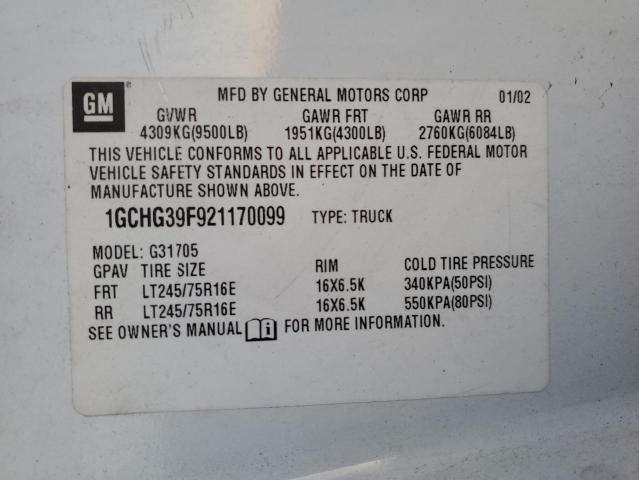 GM
MFD BY GENERAL MOTORS CORP 01/02
GVWR GAWR FRT GAWR RR
4309KG(9500LB) 1951KG(4300LB) 2760KG(6084LB)
THIS VEHICLE CONFORMS TO ALL APPLICABLE U.S. FEDERAL MOTOR
VEHICLE SAFETY STANDARDS IN EFFECT ON THE DATE OF
MANUFACTURE SHOWN ABOVE.
1GCHG39F921170099 TYPE: TRUCK
MODEL: G31705
GPAV TIRE SIZE RIM COLD TIRE PRESSURE
FRT LT245/75R16E 16X6.5K 340KPA(50PSI)
RR LT245/75R16E 16X6.5K 550KPA(80PSI)
SEE OWNER'S MANUAL i FOR MORE INFORMATION.